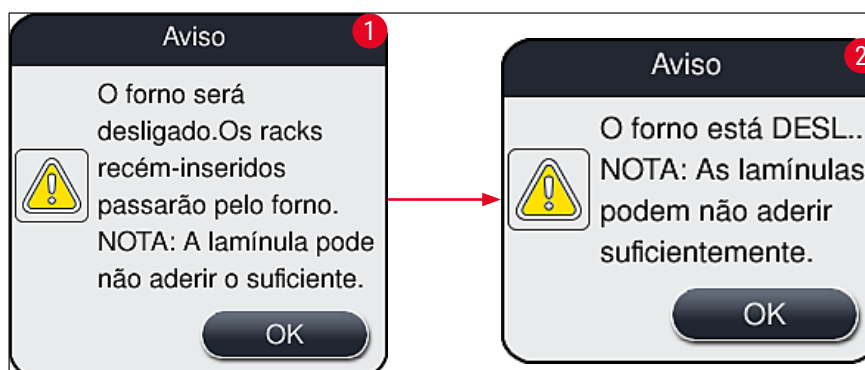 Aviso
1
O forno será
desligado.Os racks
recém-inseridos
passarão pelo forno.
NOTA: A lamínula pode
não aderir o suficiente.
OK
Aviso
2
O forno está DESL..
NOTA: As lamínulas
podem não aderir
suficientemente.
OK